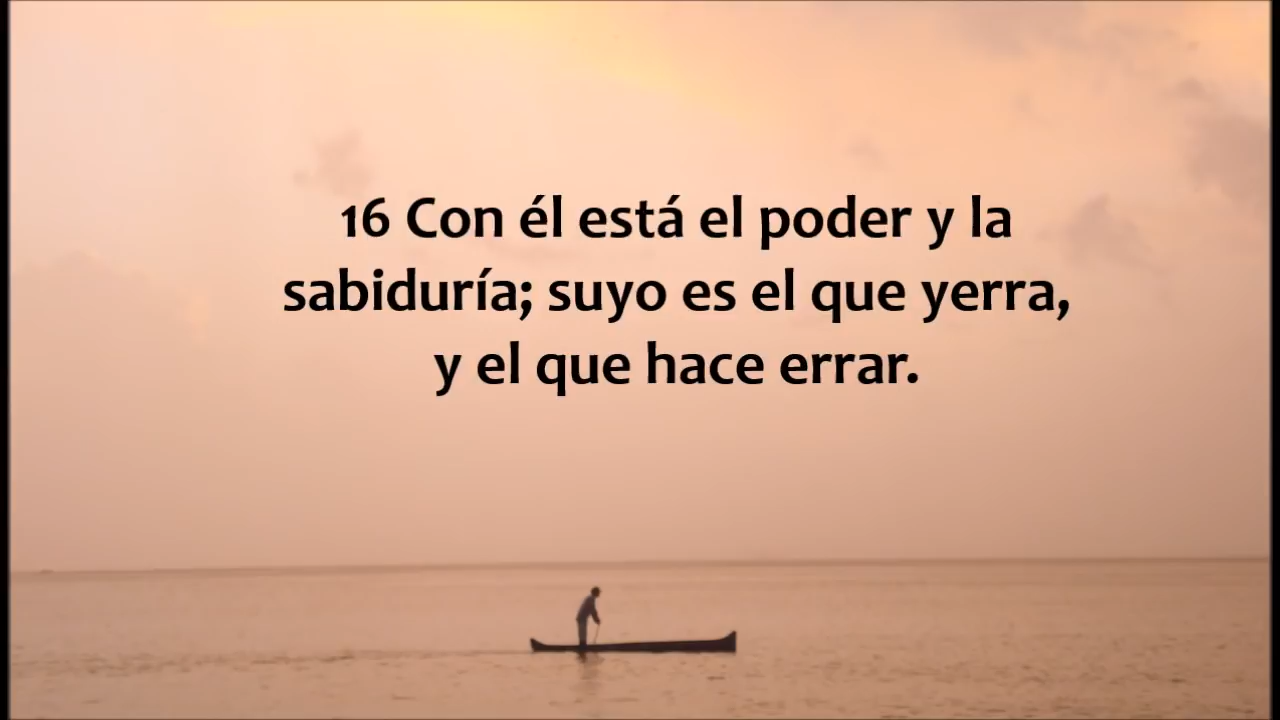 16 Con él está el poder y la
sabiduría; suyo es el que yerra,
y el que hace errar.